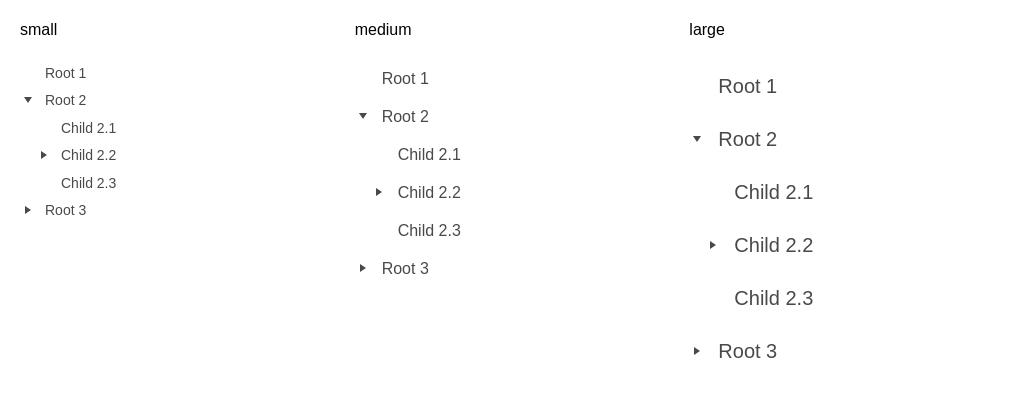 small
Root 1
Root 2
Child 2.1
Child 2.2
Child 2.3
Root 3
medium
Root 1
Root 2
Child 2.1
Child 2.2
Child 2.3
Root 3
large
Root 1
Root 2
Child 2.1
Child 2.2
Child 2.3
Root 3